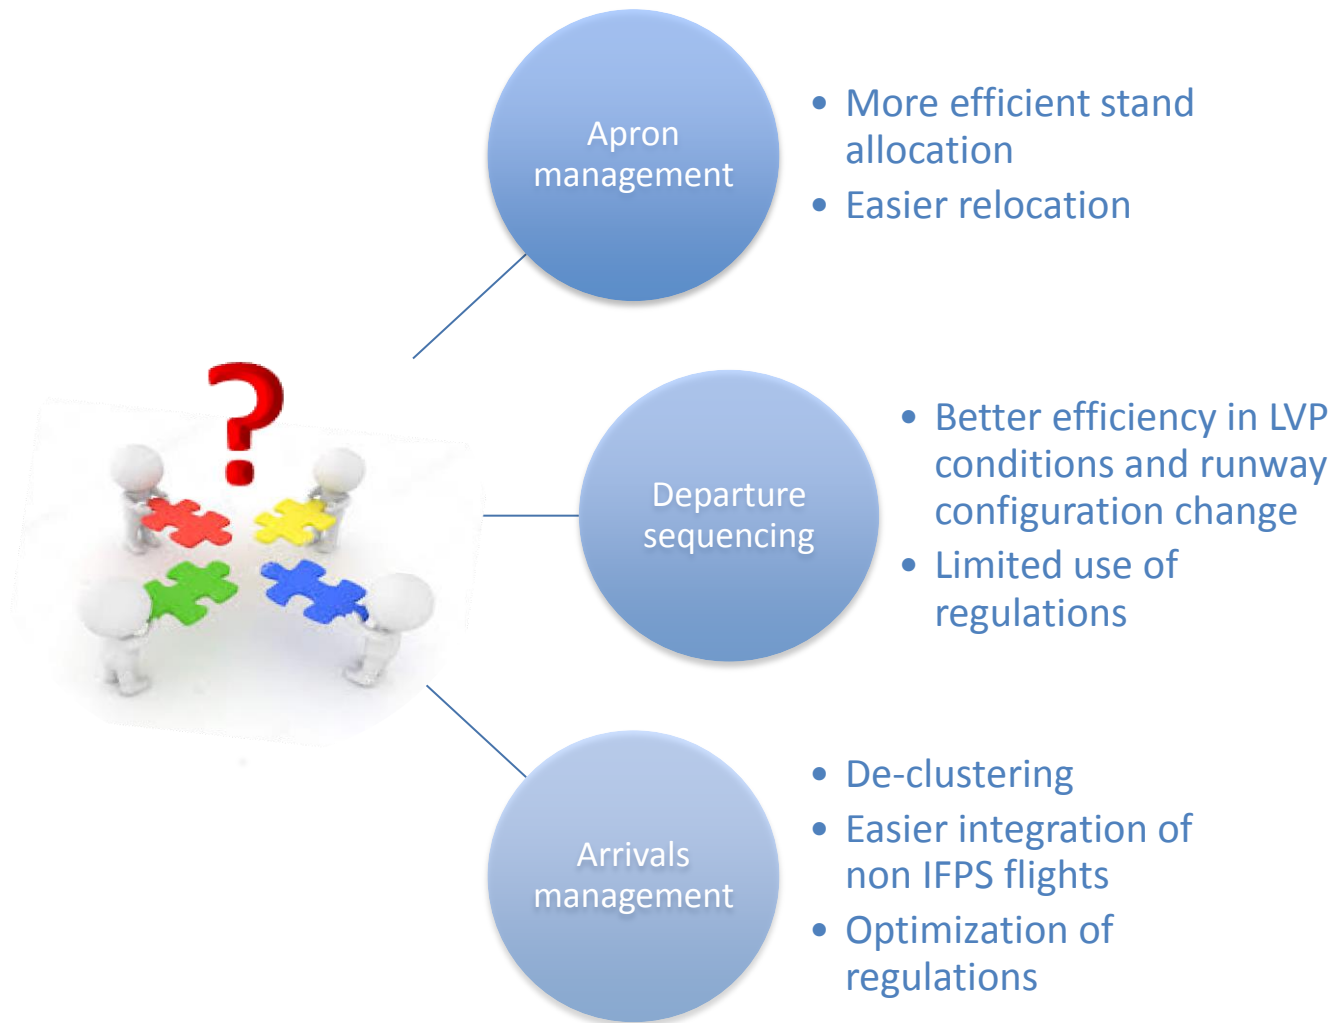 Apron
management
• More efficient stand
allocation
• Easier relocation
?
Departure
sequencing
• Better efficiency in LVP
conditions and runway
configuration change
• Limited use of
regulations
Arrivals
management
• De-clustering
• Easier integration of
non IFPS flights
• Optimization of
regulations